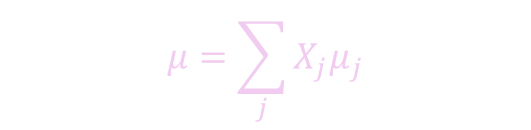 μ = ∑_j X_j μ_j